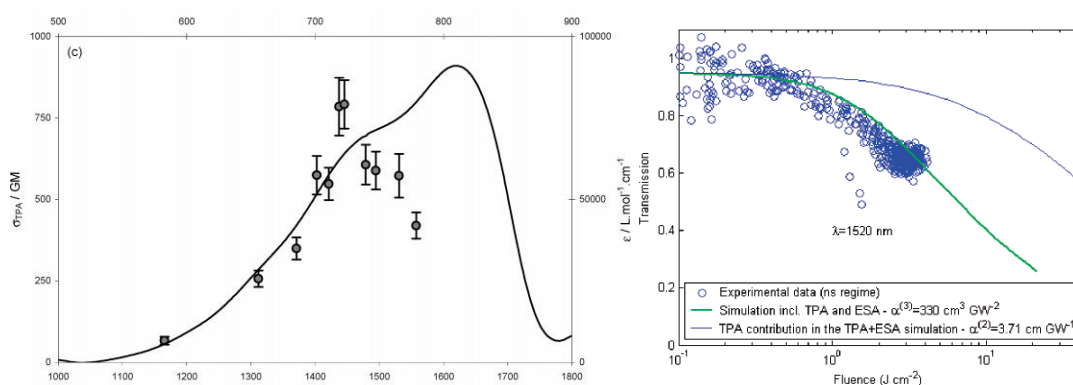 500 600 700 800 900
(c)
1000
750
500
250
0
σTPA / GM
100000
50000
0
ε / L.mol⁻¹.cm⁻¹
1000 1100 1200 1300 1400 1500 1600 1700 1800
1
0.8
0.6
0.4
0.2
0
Transmission
λ=1520 nm
Experimental data (ns regime)
Simulation incl. TPA and ESA - α⁽³⁾=330 cm³ GW⁻²
TPA contribution in the TPA+ESA simulation - α⁽²⁾=3.71 cm GW⁻¹
10⁻¹ 10⁰ 10¹
Fluence (J cm⁻²)